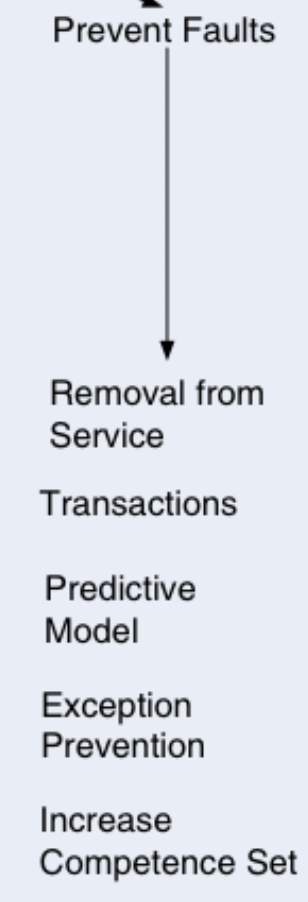 Prevent Faults
Removal from
Service
Transactions
Predictive
Model
Exception
Prevention
Increase
Competence Set